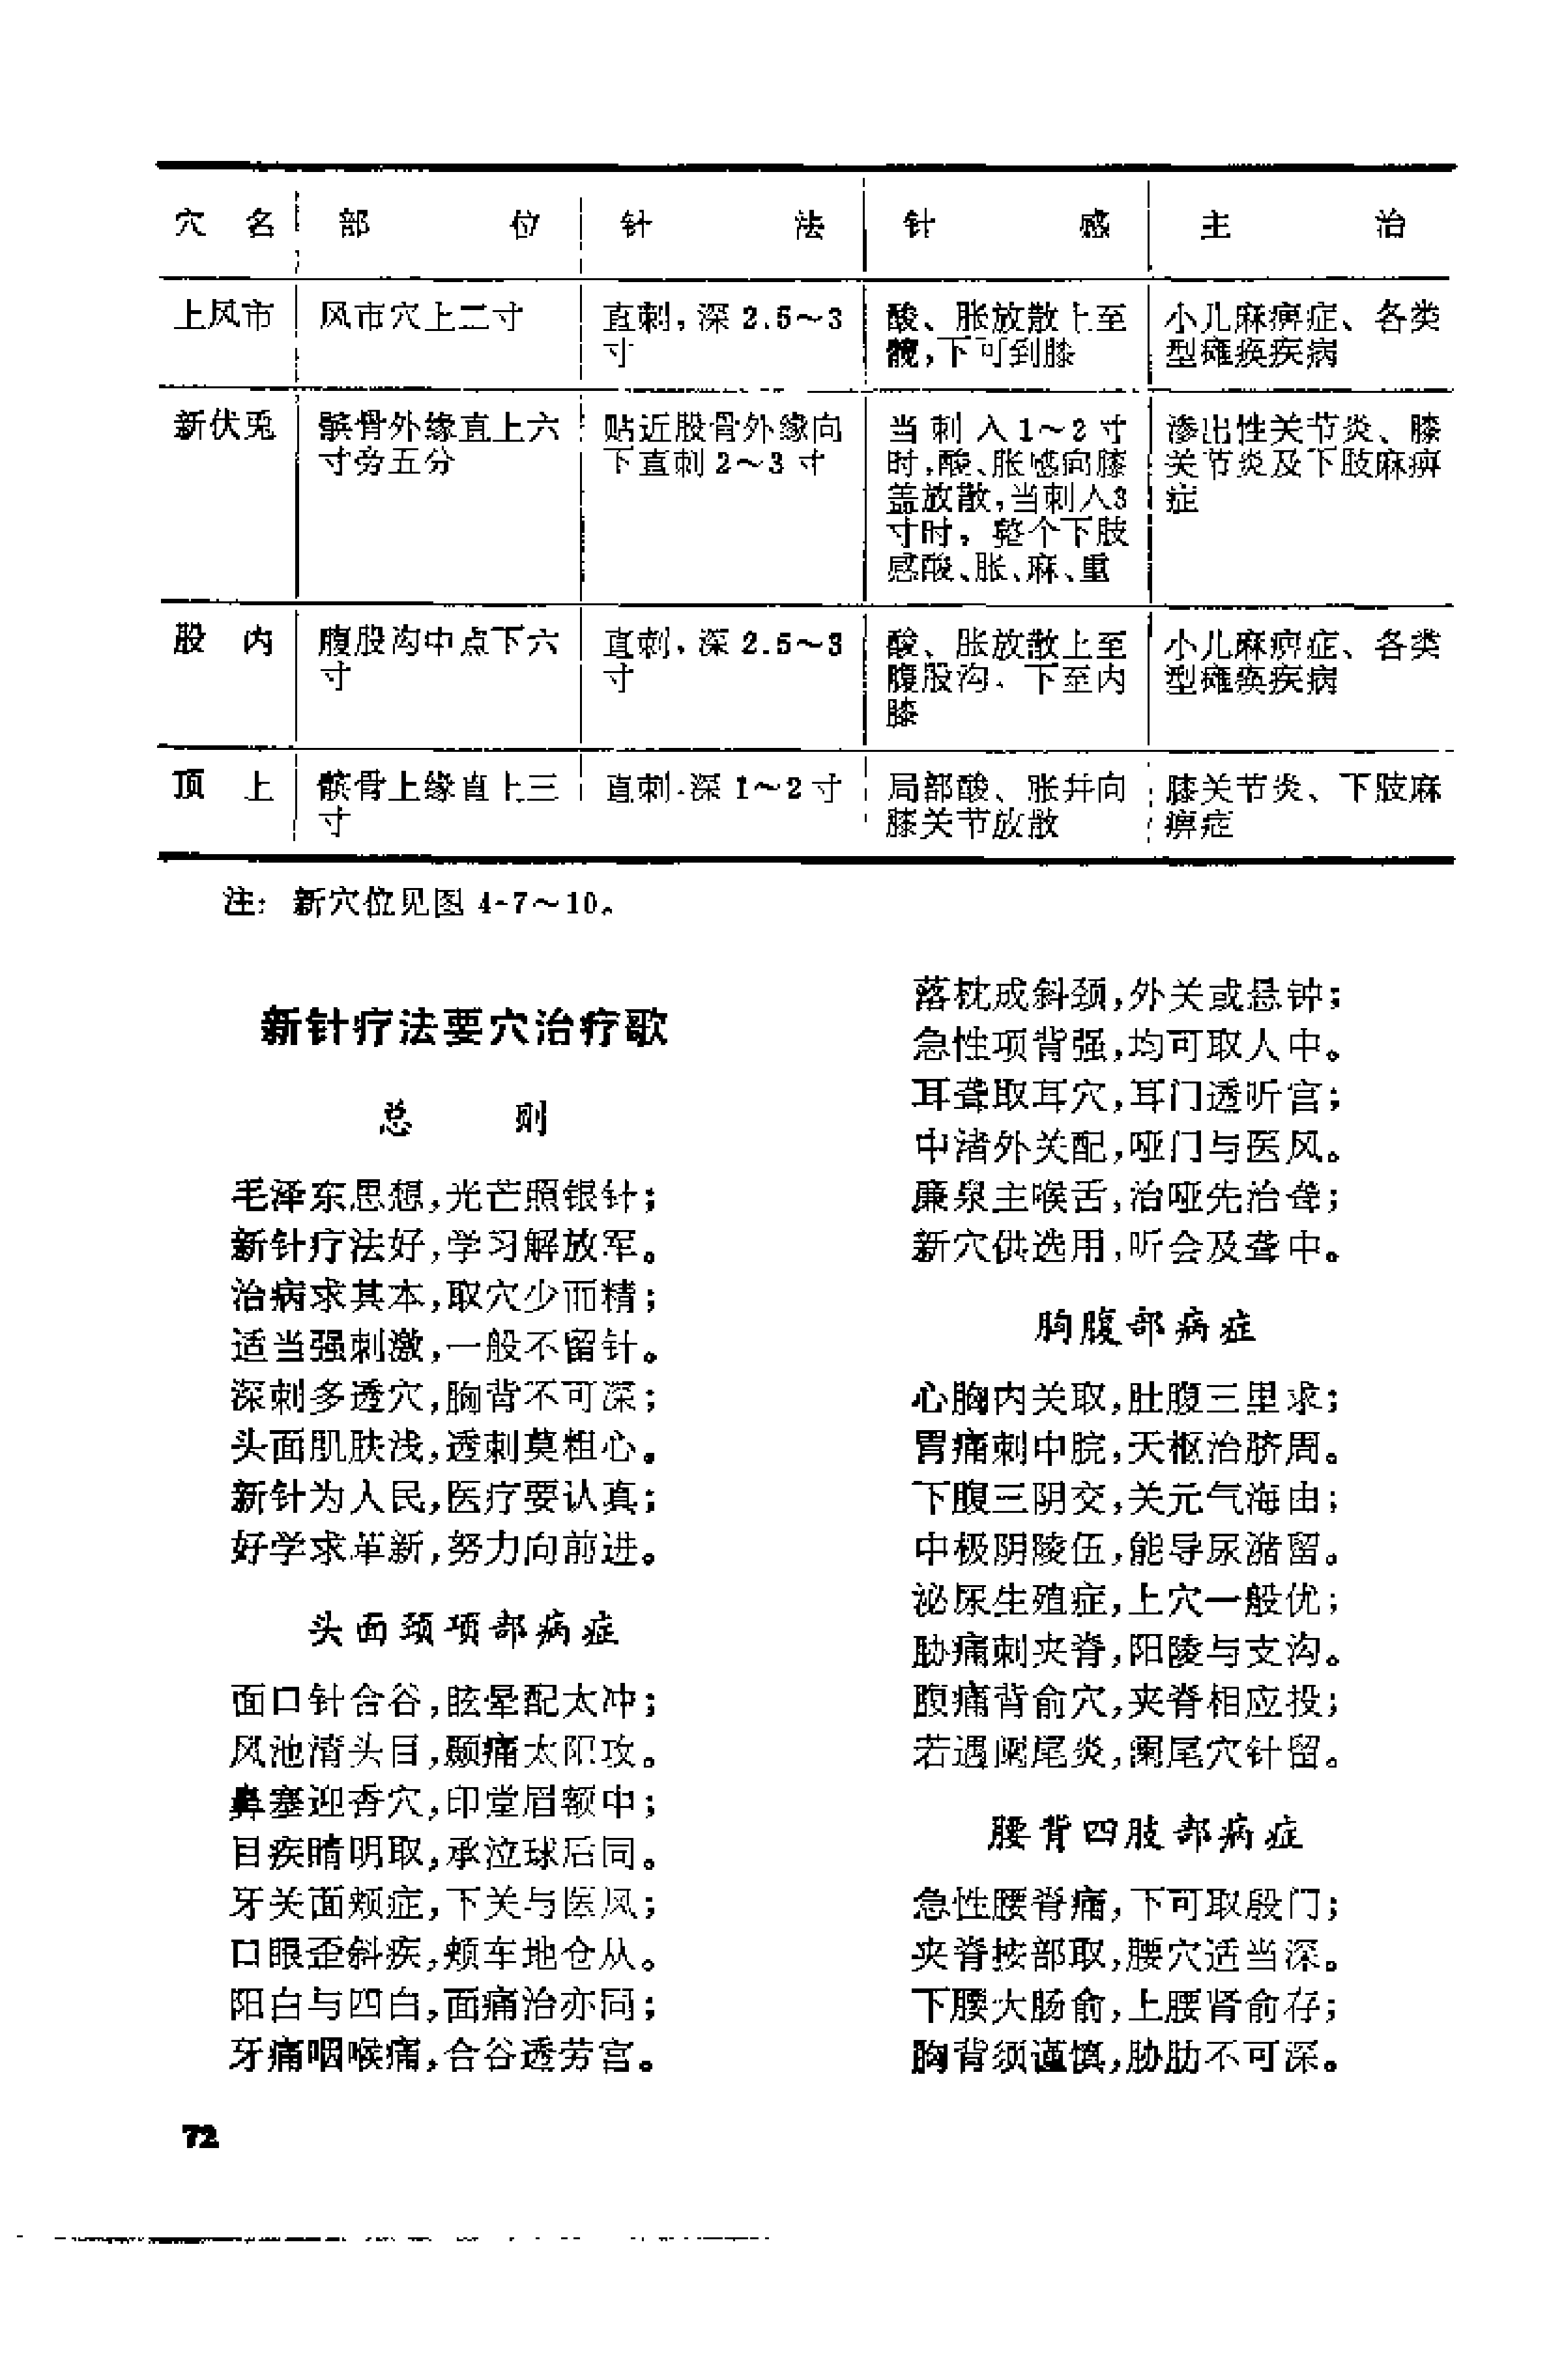 穴 名 部 位 针 法 针 感 主 治
上风市 风市穴上二寸 直刺，深 2.5～3 酸、胀放散上至 小儿麻痹症、各类
寸 髋，下可到膝 型瘫痪疾病
新伏兎 髌骨外缘直上六 贴近股骨外缘向 当刺入1～2寸 渗出性关节炎、膝
寸旁五分 下直刺 2～3 寸 时，酸、胀感向膝 关节炎及下肢麻痹
盖放散，当刺入3 症
寸时，整个下肢
感酸、胀、麻、重
股 内 腹股沟中点下六 直刺，深 2.5～3 酸、胀放散上至 小儿麻痹症、各类
寸 寸 腹股沟、下至内 型瘫痪疾病
膝
顶 上 髌骨上缘直上三 直刺，深 1～2 寸 局部酸、胀并向 膝关节炎、下肢麻
寸 膝关节放散 痹症
注：新穴位见图 4-7～10。
新针疗法要穴治疗歌
总 则
毛泽东思想，光芒照银针；
新针疗法好，学习解放军。
治病求其本，取穴少而精；
适当强刺激，一般不留针。
深刺多透穴，胸背不可深；
头面肌肤浅，透刺莫粗心。
新针为人民，医疗要认真；
好学求革新，努力向前进。
头面颈项部病症
面口针合谷，眩晕配太冲；
风池清头目，颞痛太阳攻。
鼻塞迎香穴，印堂眉额中；
目疾睛明取，承泣球后同。
牙关面颊症，下关与医风；
口眼歪斜疾，颊车地仓从。
阳白与四白，面痛治亦同；
牙痛咽喉痛，合谷透劳宫。
落枕成斜颈，外关或悬钟；
急性项背强，均可取人中。
耳聋取耳穴，耳门透听宫；
中渚外关配，哑门与医风。
廉泉主喉舌，治哑先治聋；
新穴供选用，听会及聋中。
胸腹部病症
心胸内关取，肚腹三里求；
胃痛刺中脘，天枢治脐周。
下腹三阴交，关元气海由；
中极阴陵伍，能导尿潴留。
泌尿生殖症，上穴一般优；
胁痛刺夹脊，阳陵与支沟。
腹痛背俞穴，夹脊相应投；
若遇阑尾炎，阑尾穴针留。
腰背四肢部病症
急性腰脊痛，下可取殷门；
夹脊按部取，腰穴适当深。
下腰大肠俞，上腰肾俞存；
胸背须谨慎，胁肋不可深。
72